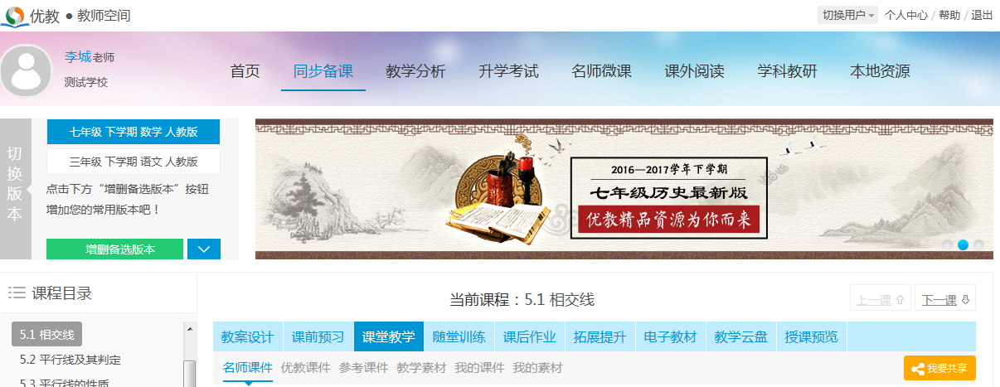 优教 ● 教师空间
切换用户 个人中心 / 帮助 / 退出
李城老师
测试学校
首页 同步备课 教学分析 升学考试 名师微课 课外阅读 学科教研 本地资源
切换版本
七年级 下学期 数学 人教版
三年级 下学期 语文 人教版
点击下方“增删备选版本”按钮
增加您的常用版本吧！
增删备选版本
2016—2017学年下学期
七年级历史最新版
优教精品资源为你而来
课程目录
5.1 相交线
5.2 平行线及其判定
5.3 平行线的性质
当前课程：5.1 相交线
上一课 下一课
教案设计 课前预习 课堂教学 随堂训练 课后作业 拓展提升 电子教材 教学云盘 授课预览
名师课件 优教课件 参考课件 教学素材 我的课件 我的素材
我要共享